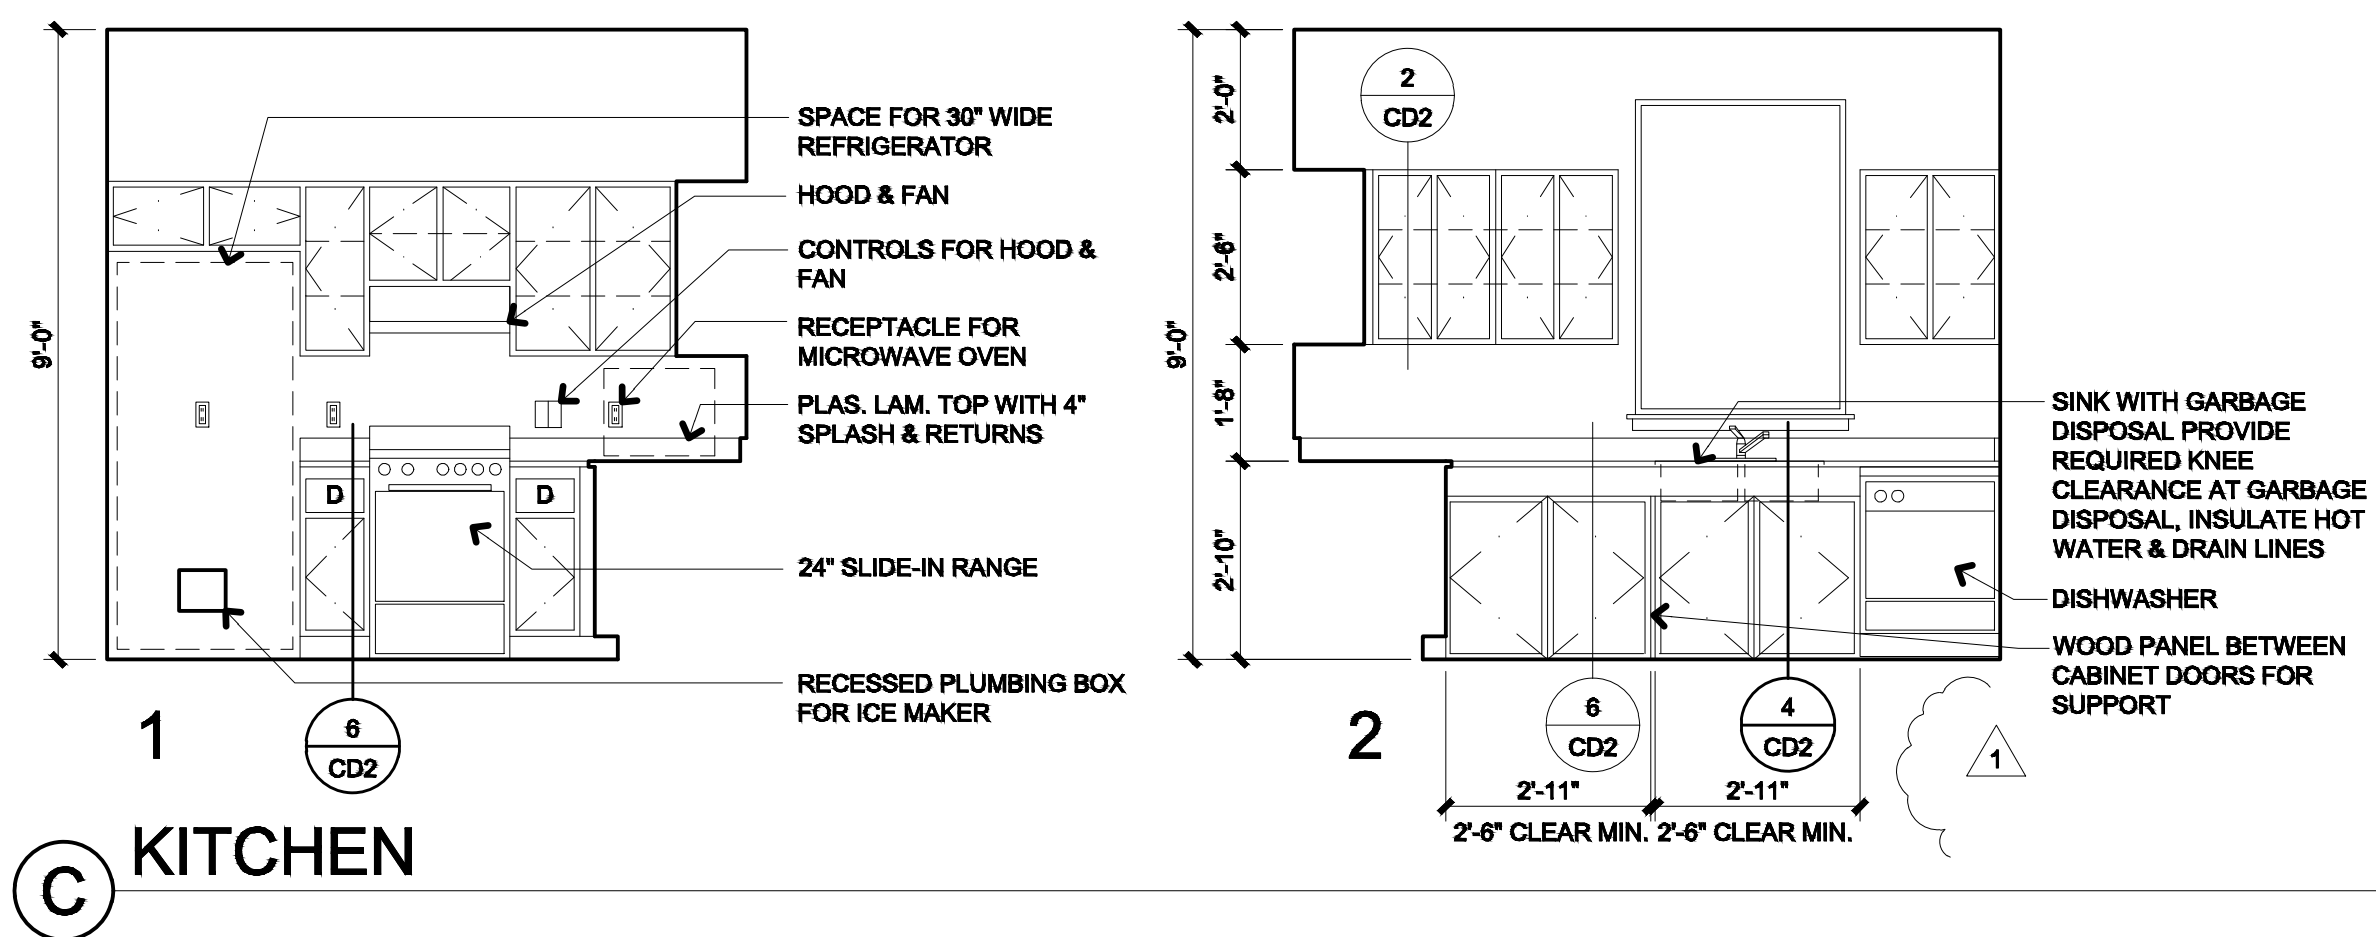 9'-0"
SPACE FOR 30" WIDE
REFRIGERATOR
HOOD & FAN
CONTROLS FOR HOOD &
FAN
RECEPTACLE FOR
MICROWAVE OVEN
PLAS. LAM. TOP WITH 4"
SPLASH & RETURNS
D
D
24" SLIDE-IN RANGE
RECESSED PLUMBING BOX
FOR ICE MAKER
1
6
CD2
9'-0"
2'-0"
2'-6"
1'-8"
2'-10"
2
CD2
SINK WITH GARBAGE
DISPOSAL PROVIDE
REQUIRED KNEE
CLEARANCE AT GARBAGE
DISPOSAL, INSULATE HOT
WATER & DRAIN LINES
DISHWASHER
WOOD PANEL BETWEEN
CABINET DOORS FOR
SUPPORT
2
6
CD2
4
CD2
1
2'-11"
2'-11"
2'-6" CLEAR MIN.
2'-6" CLEAR MIN.
KITCHEN
C